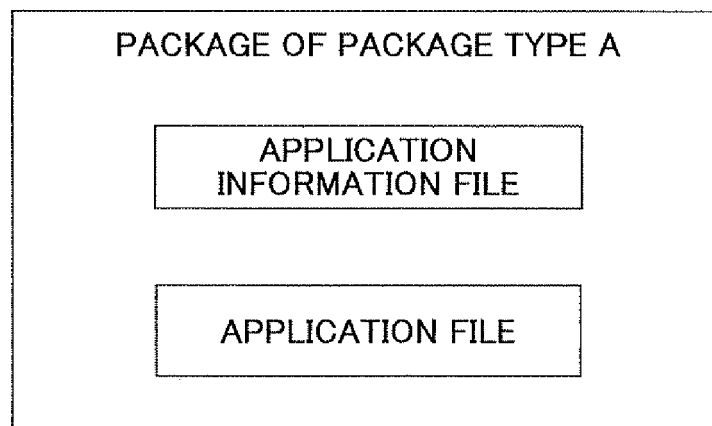 PACKAGE OF PACKAGE TYPE A
APPLICATION
INFORMATION FILE
APPLICATION FILE